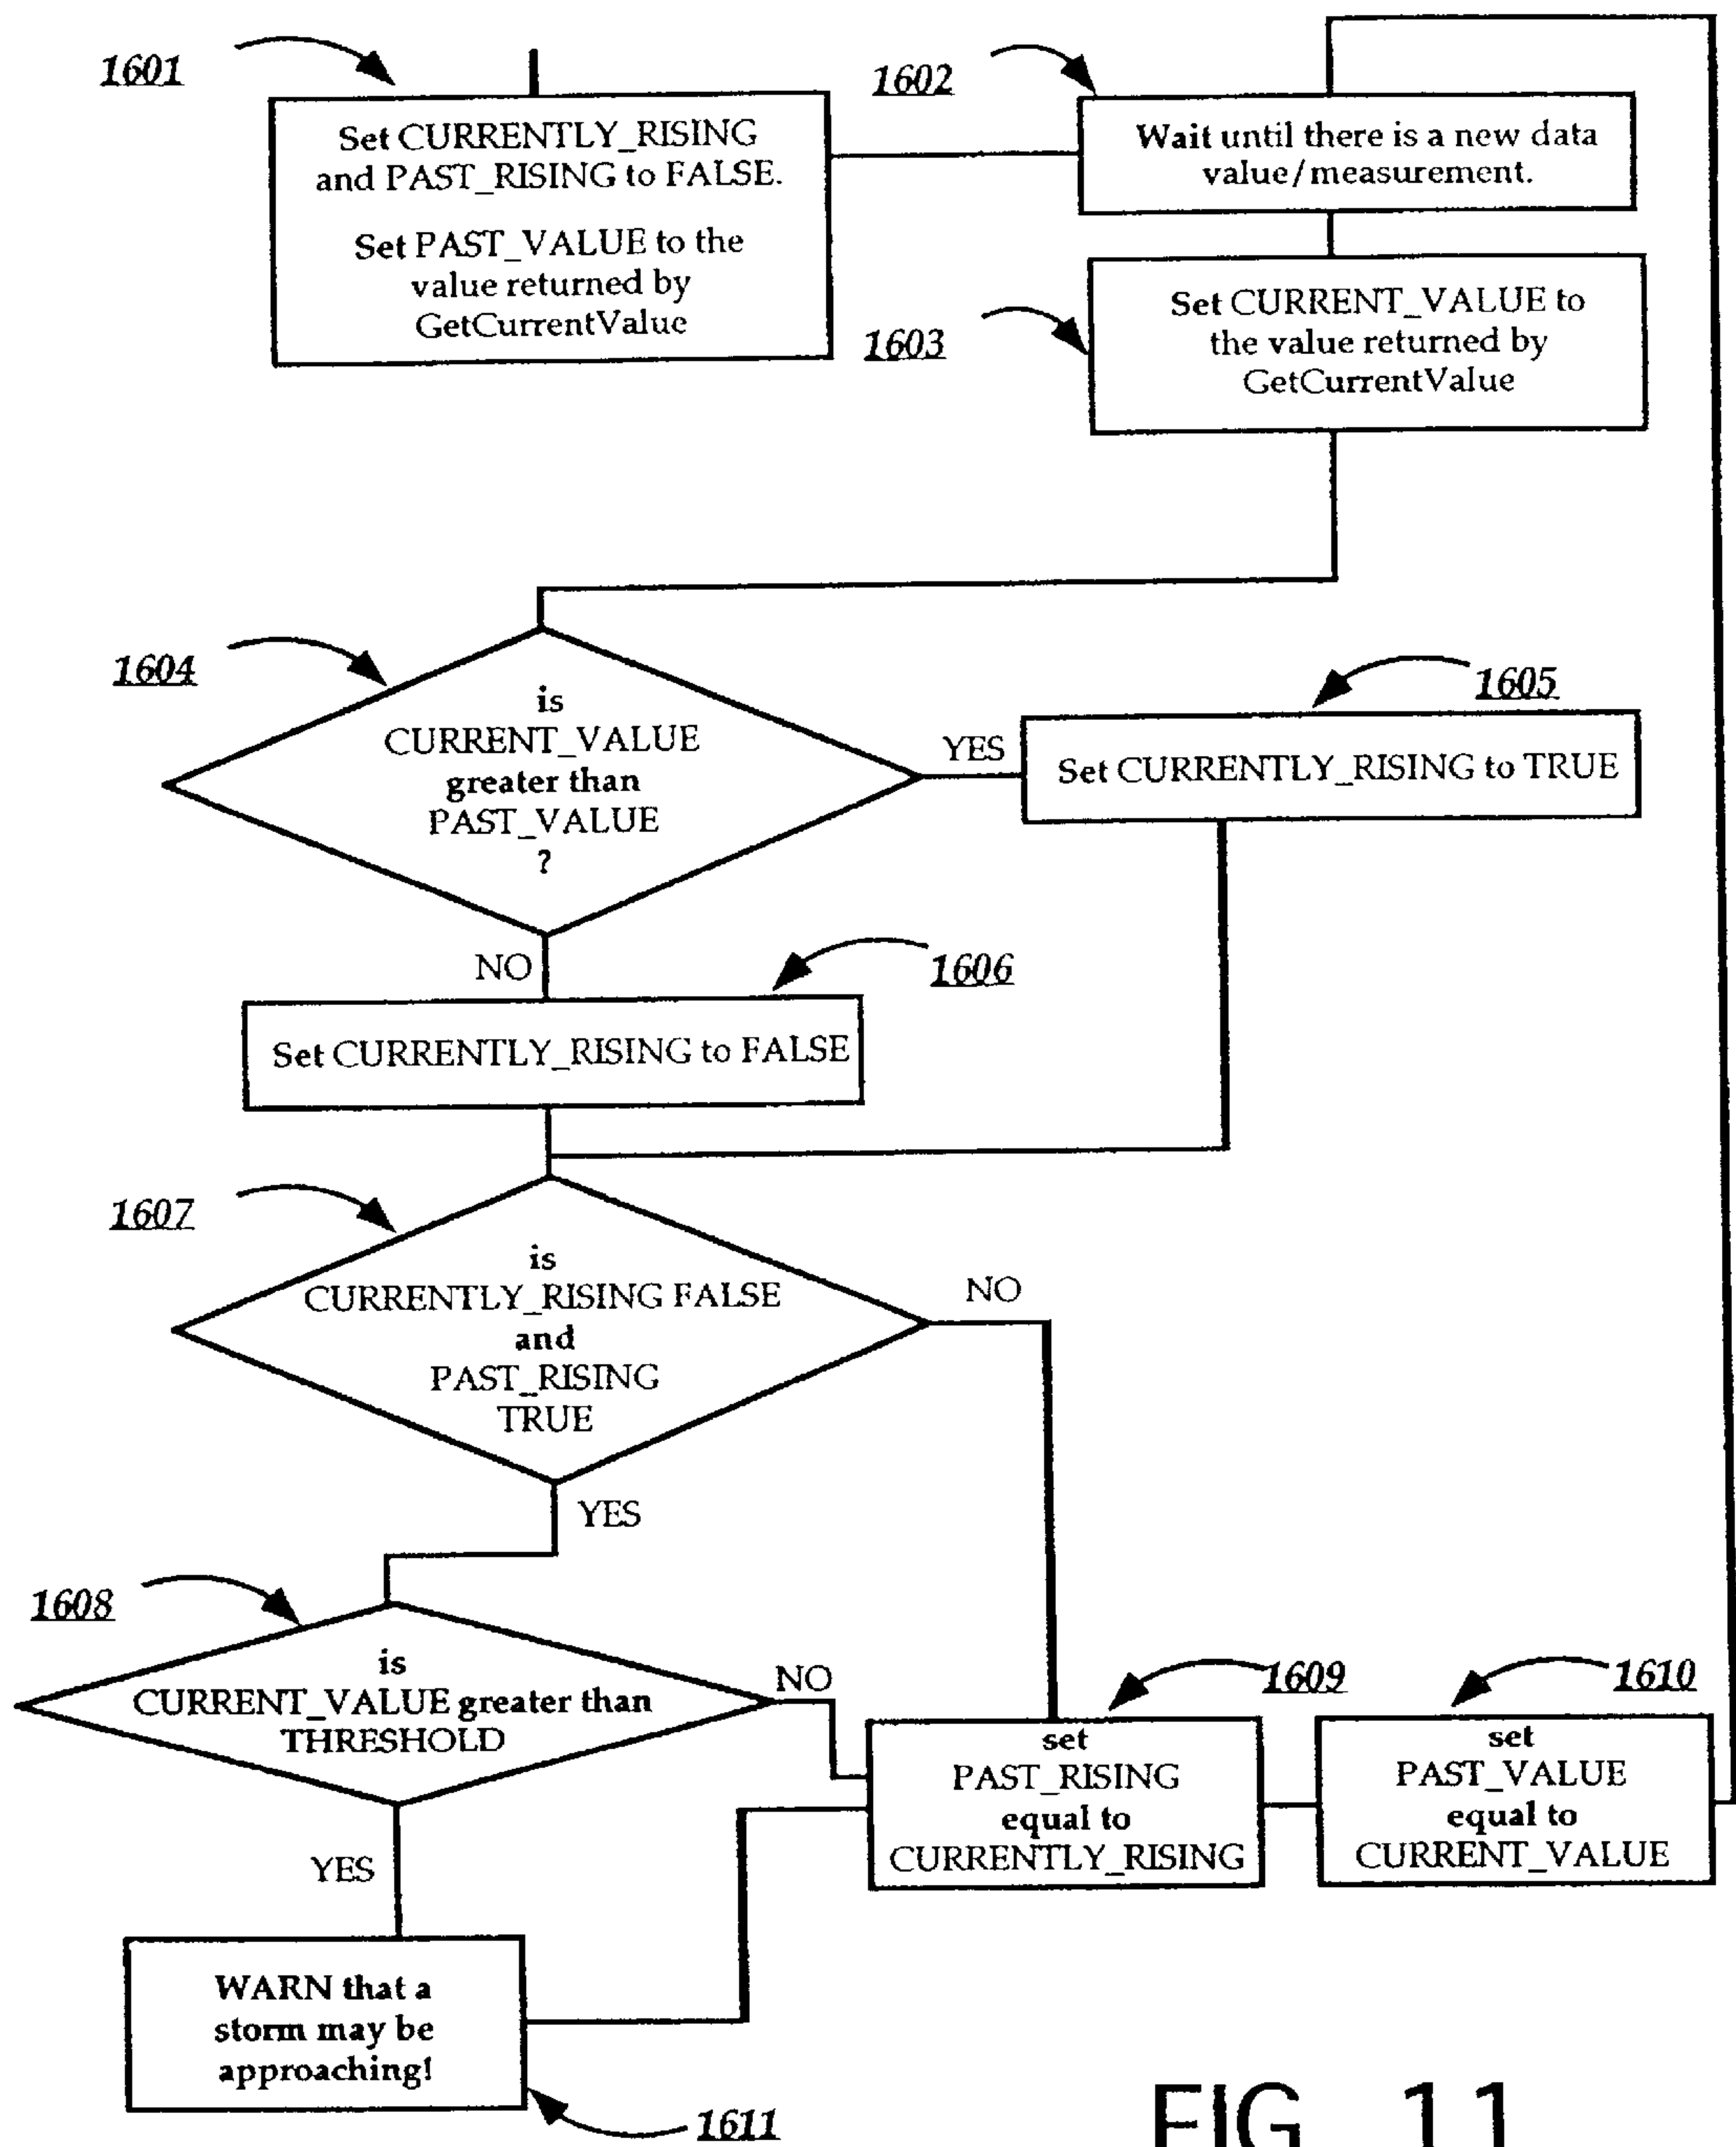 1601
Set CURRENTLY_RISING
and PAST_RISING to FALSE.
Set PAST_VALUE to the
value returned by
GetCurrentValue
1602
Wait until there is a new data
value/measurement.
1603
Set CURRENT_VALUE to
the value returned by
GetCurrentValue
1604
is
CURRENT_VALUE
greater than
PAST_VALUE
?
YES
1605
Set CURRENTLY_RISING to TRUE
NO
1606
Set CURRENTLY_RISING to FALSE
1607
is
CURRENTLY_RISING FALSE
and
PAST_RISING
TRUE
NO
YES
1608
is
CURRENT_VALUE greater than
THRESHOLD
NO
1609
set
PAST_RISING
equal to
CURRENTLY_RISING
1610
set
PAST_VALUE
equal to
CURRENT_VALUE
YES
WARN that a
storm may be
approaching!
1611
FIG 11